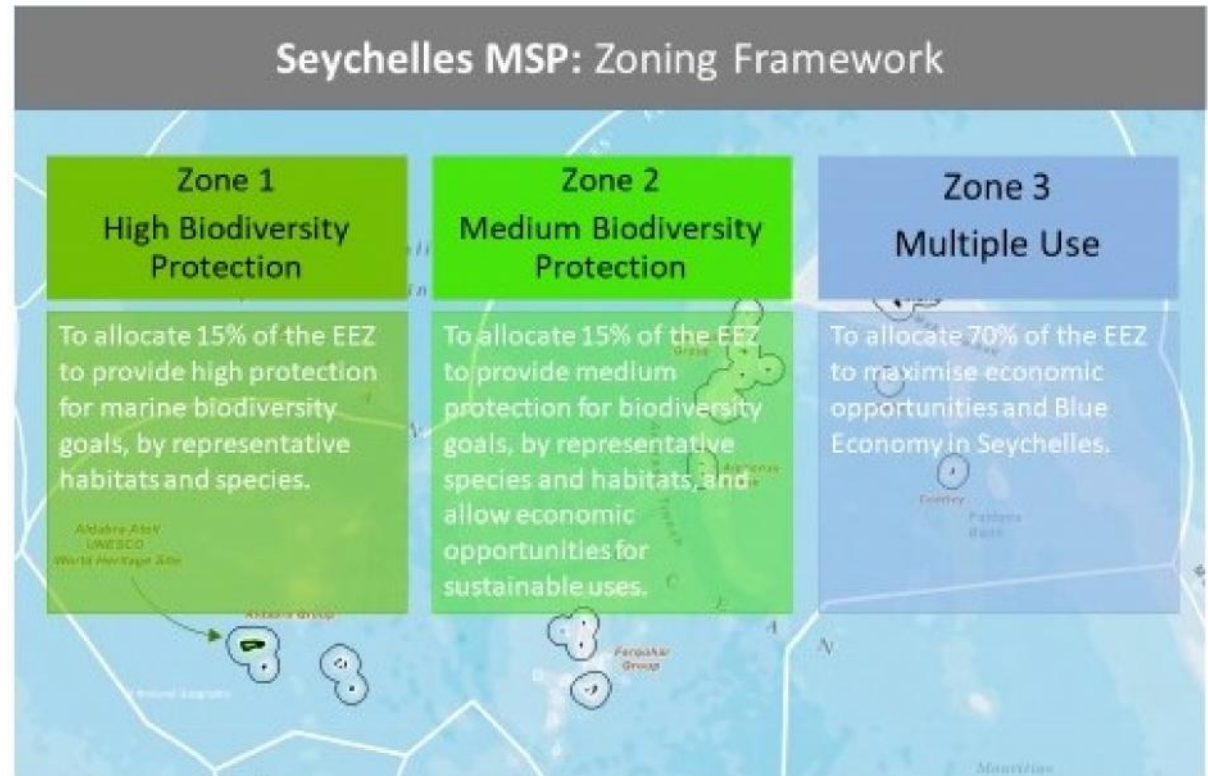 Seychelles MSP: Zoning Framework
Zone 1
High Biodiversity
Protection
To allocate 15% of the EEZ
to provide high protection
for marine biodiversity
goals, by representative
habitats and species.
Zone 2
Medium Biodiversity
Protection
To allocate 15% of the EEZ
to provide medium
protection for biodiversity
goals, by representative
species and habitats, and
allow economic
opportunities for
sustainable uses.
Zone 3
Multiple Use
To allocate 70% of the EEZ
to maximise economic
opportunities and Blue
Economy in Seychelles.
Aldabra Atoll
UNESCO
World Heritage Site
Aldabra Group
Farquhar
Group
Mauritius